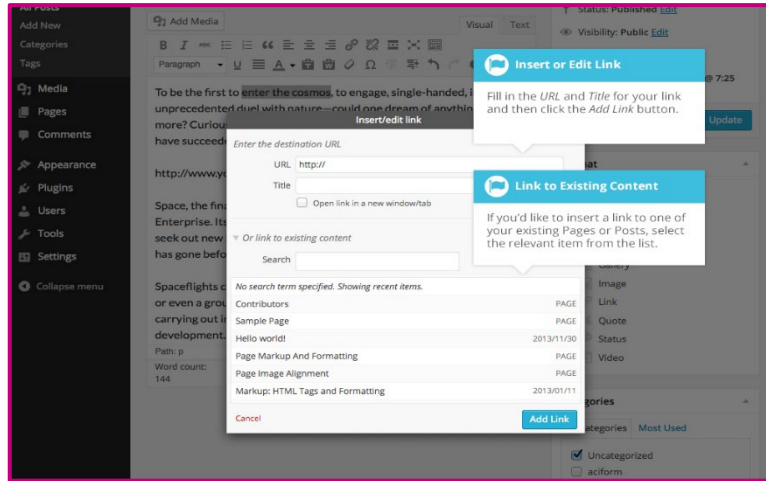 All Posts
Add New
Categories
Tags
Media
Pages
Comments
Appearance
Plugins
Users
Tools
Settings
Collapse menu
Add Media
Visual
Text
B I ABC
Paragraph
To be the first to enter the cosmos, to engage, single-handed, i
unprecedented duel with nature—could one dream of anything
more? Curiou
have succeed
http://www.yo
Space, the fina
Enterprise. Its
seek out new
has gone befo
Spaceflights c
or even a grou
carrying out i
development.
Path: p
Word count:
144
Insert/edit link
Enter the destination URL
URL http://
Title
Open link in a new window/tab
Or link to existing content
Search
No search term specified. Showing recent items.
Contributors PAGE
Sample Page PAGE
Hello world! 2013/11/30
Page Markup And Formatting PAGE
Page Image Alignment PAGE
Markup: HTML Tags and Formatting 2013/01/11
Cancel
Add Link
Insert or Edit Link
Fill in the URL and Title for your link
and then click the Add Link button.
Link to Existing Content
If you'd like to insert a link to one of
your existing Pages or Posts, select
the relevant item from the list.
Status: Published Edit
Visibility: Public Edit
@ 7:25
Update
at
Gallery
Image
Link
Quote
Status
Video
gories
ategories
Most Used
Uncategorized
aciform